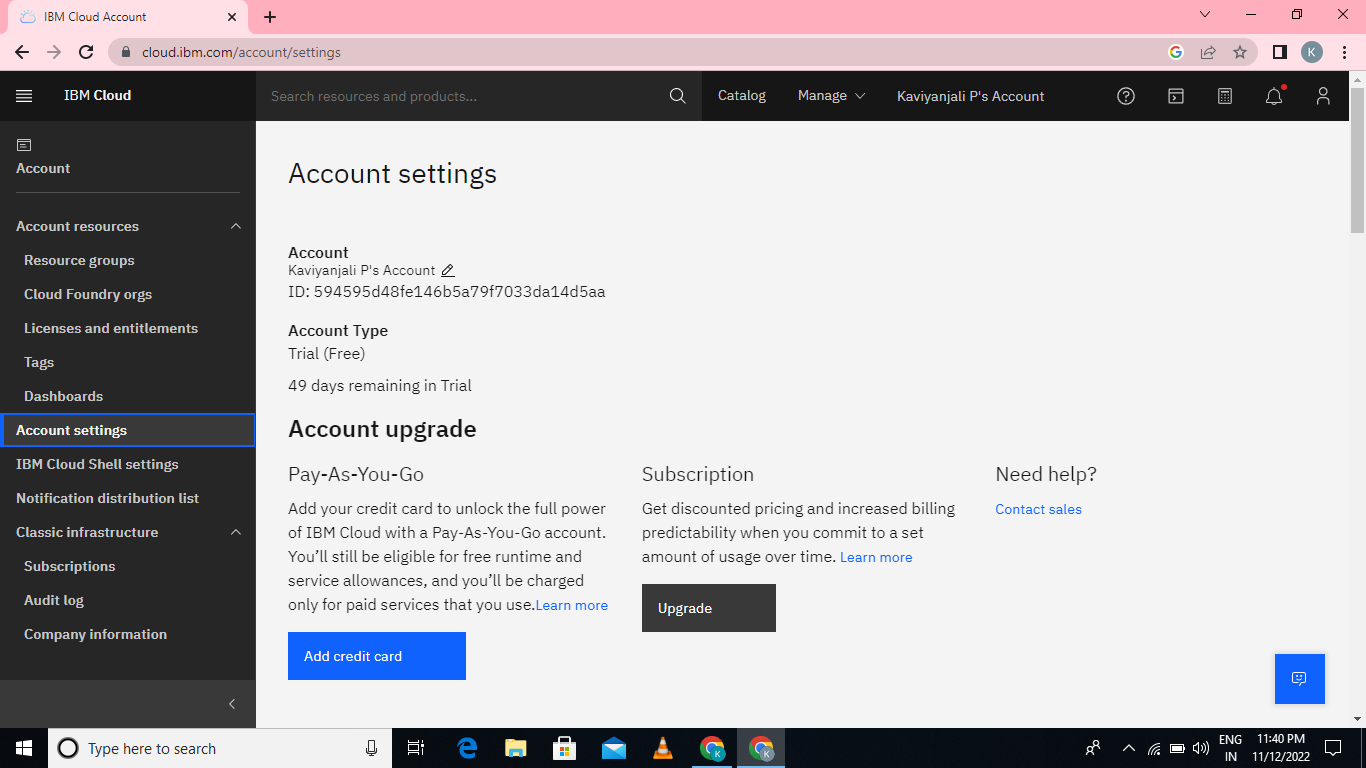 IBM Cloud Account
cloud.ibm.com/account/settings
K
IBM Cloud
Search resources and products...
Catalog
Manage
Kaviyanjali P's Account
Account
Account resources
Resource groups
Cloud Foundry orgs
Licenses and entitlements
Tags
Dashboards
Account settings
IBM Cloud Shell settings
Notification distribution list
Classic infrastructure
Subscriptions
Audit log
Company information
Account settings
Account
Kaviyanjali P's Account
ID: 594595d48fe146b5a79f7033da14d5aa
Account Type
Trial (Free)
49 days remaining in Trial
Account upgrade
Pay-As-You-Go
Add your credit card to unlock the full power
of IBM Cloud with a Pay-As-You-Go account.
You’ll still be eligible for free runtime and
service allowances, and you’ll be charged
only for paid services that you use.Learn more
Add credit card
Subscription
Get discounted pricing and increased billing
predictability when you commit to a set
amount of usage over time. Learn more
Upgrade
Need help?
Contact sales
Type here to search
K
K
ENG
IN
11:40 PM
11/12/2022